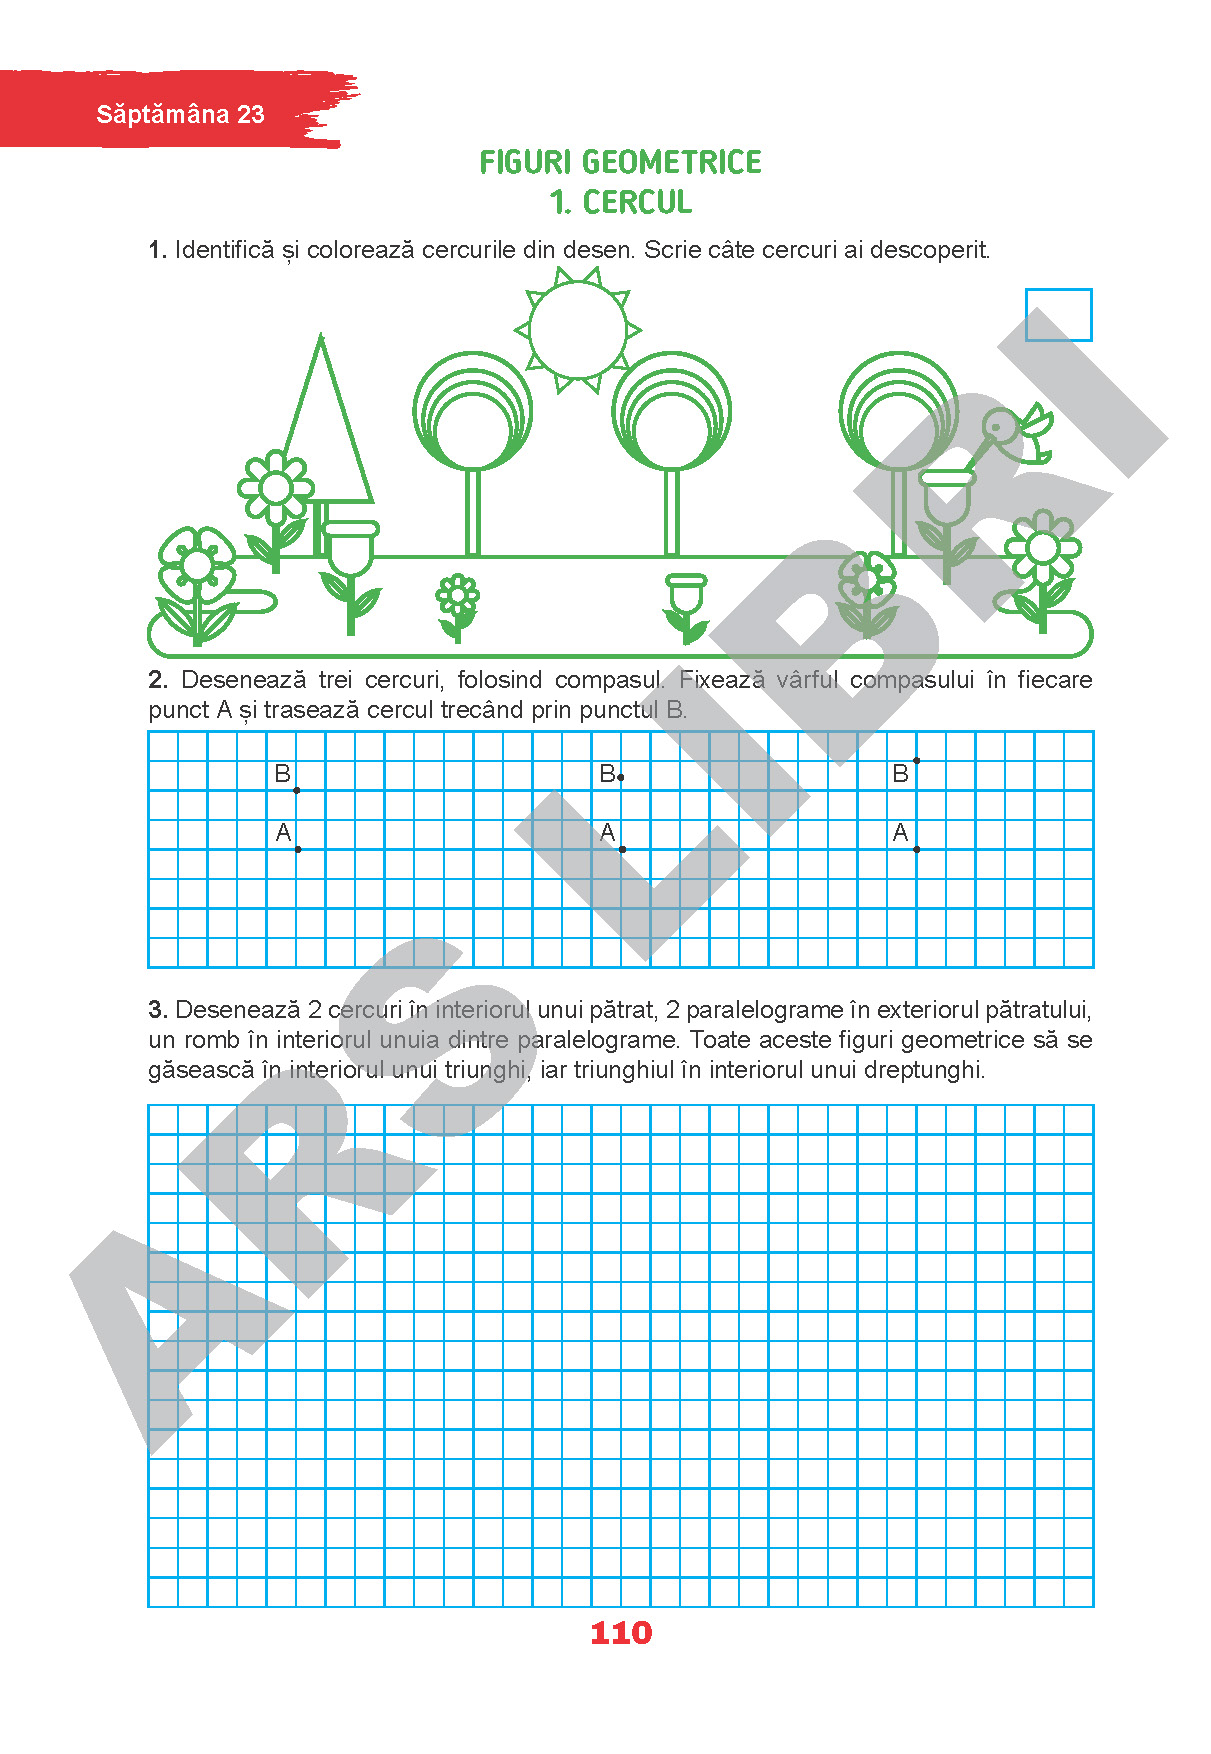 Săptămâna 23
FIGURI GEOMETRICE
1. CERCUL
1. Identifică și colorează cercurile din desen. Scrie câte cercuri ai descoperit.
2. Desenează trei cercuri, folosind compasul. Fixează vârful compasului în fiecare
punct A și trasează cercul trecând prin punctul B.
B B B
A A A
3. Desenează 2 cercuri în interiorul unui pătrat, 2 paralelograme în exteriorul pătratului,
un romb în interiorul unuia dintre paralelograme. Toate aceste figuri geometrice să se
găsească în interiorul unui triunghi, iar triunghiul în interiorul unui dreptunghi.
110
ARS LIBRI